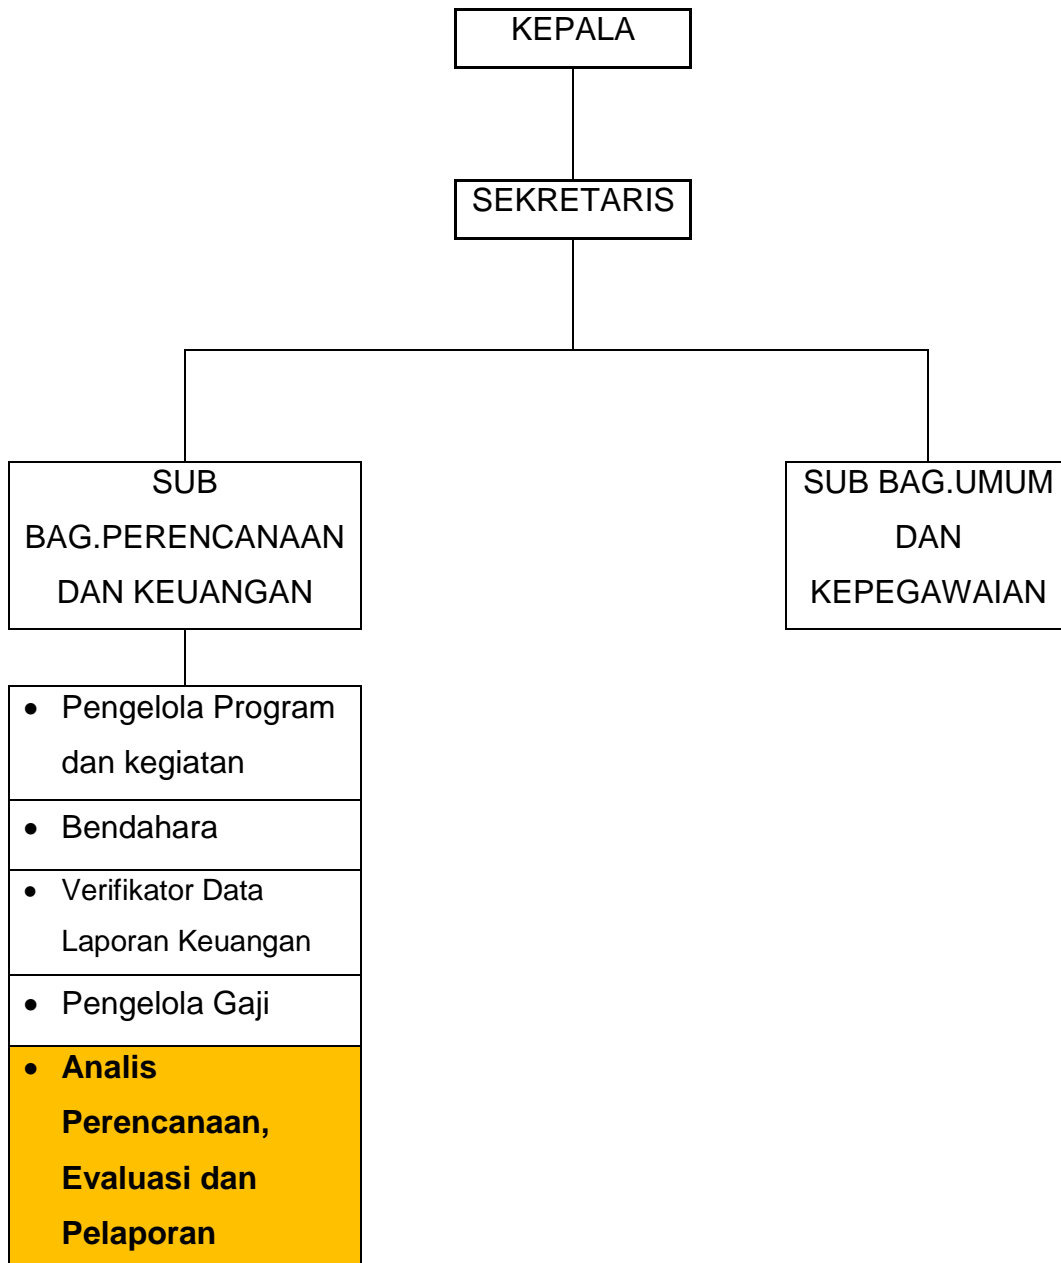 KEPALA
SEKRETARIS
SUB
BAG.PERENCANAAN
DAN KEUANGAN
SUB BAG.UMUM
DAN
KEPEGAWAIAN
• Pengelola Program
dan kegiatan
• Bendahara
• Verifikator Data
Laporan Keuangan
• Pengelola Gaji
• Analis
Perencanaan,
Evaluasi dan
Pelaporan